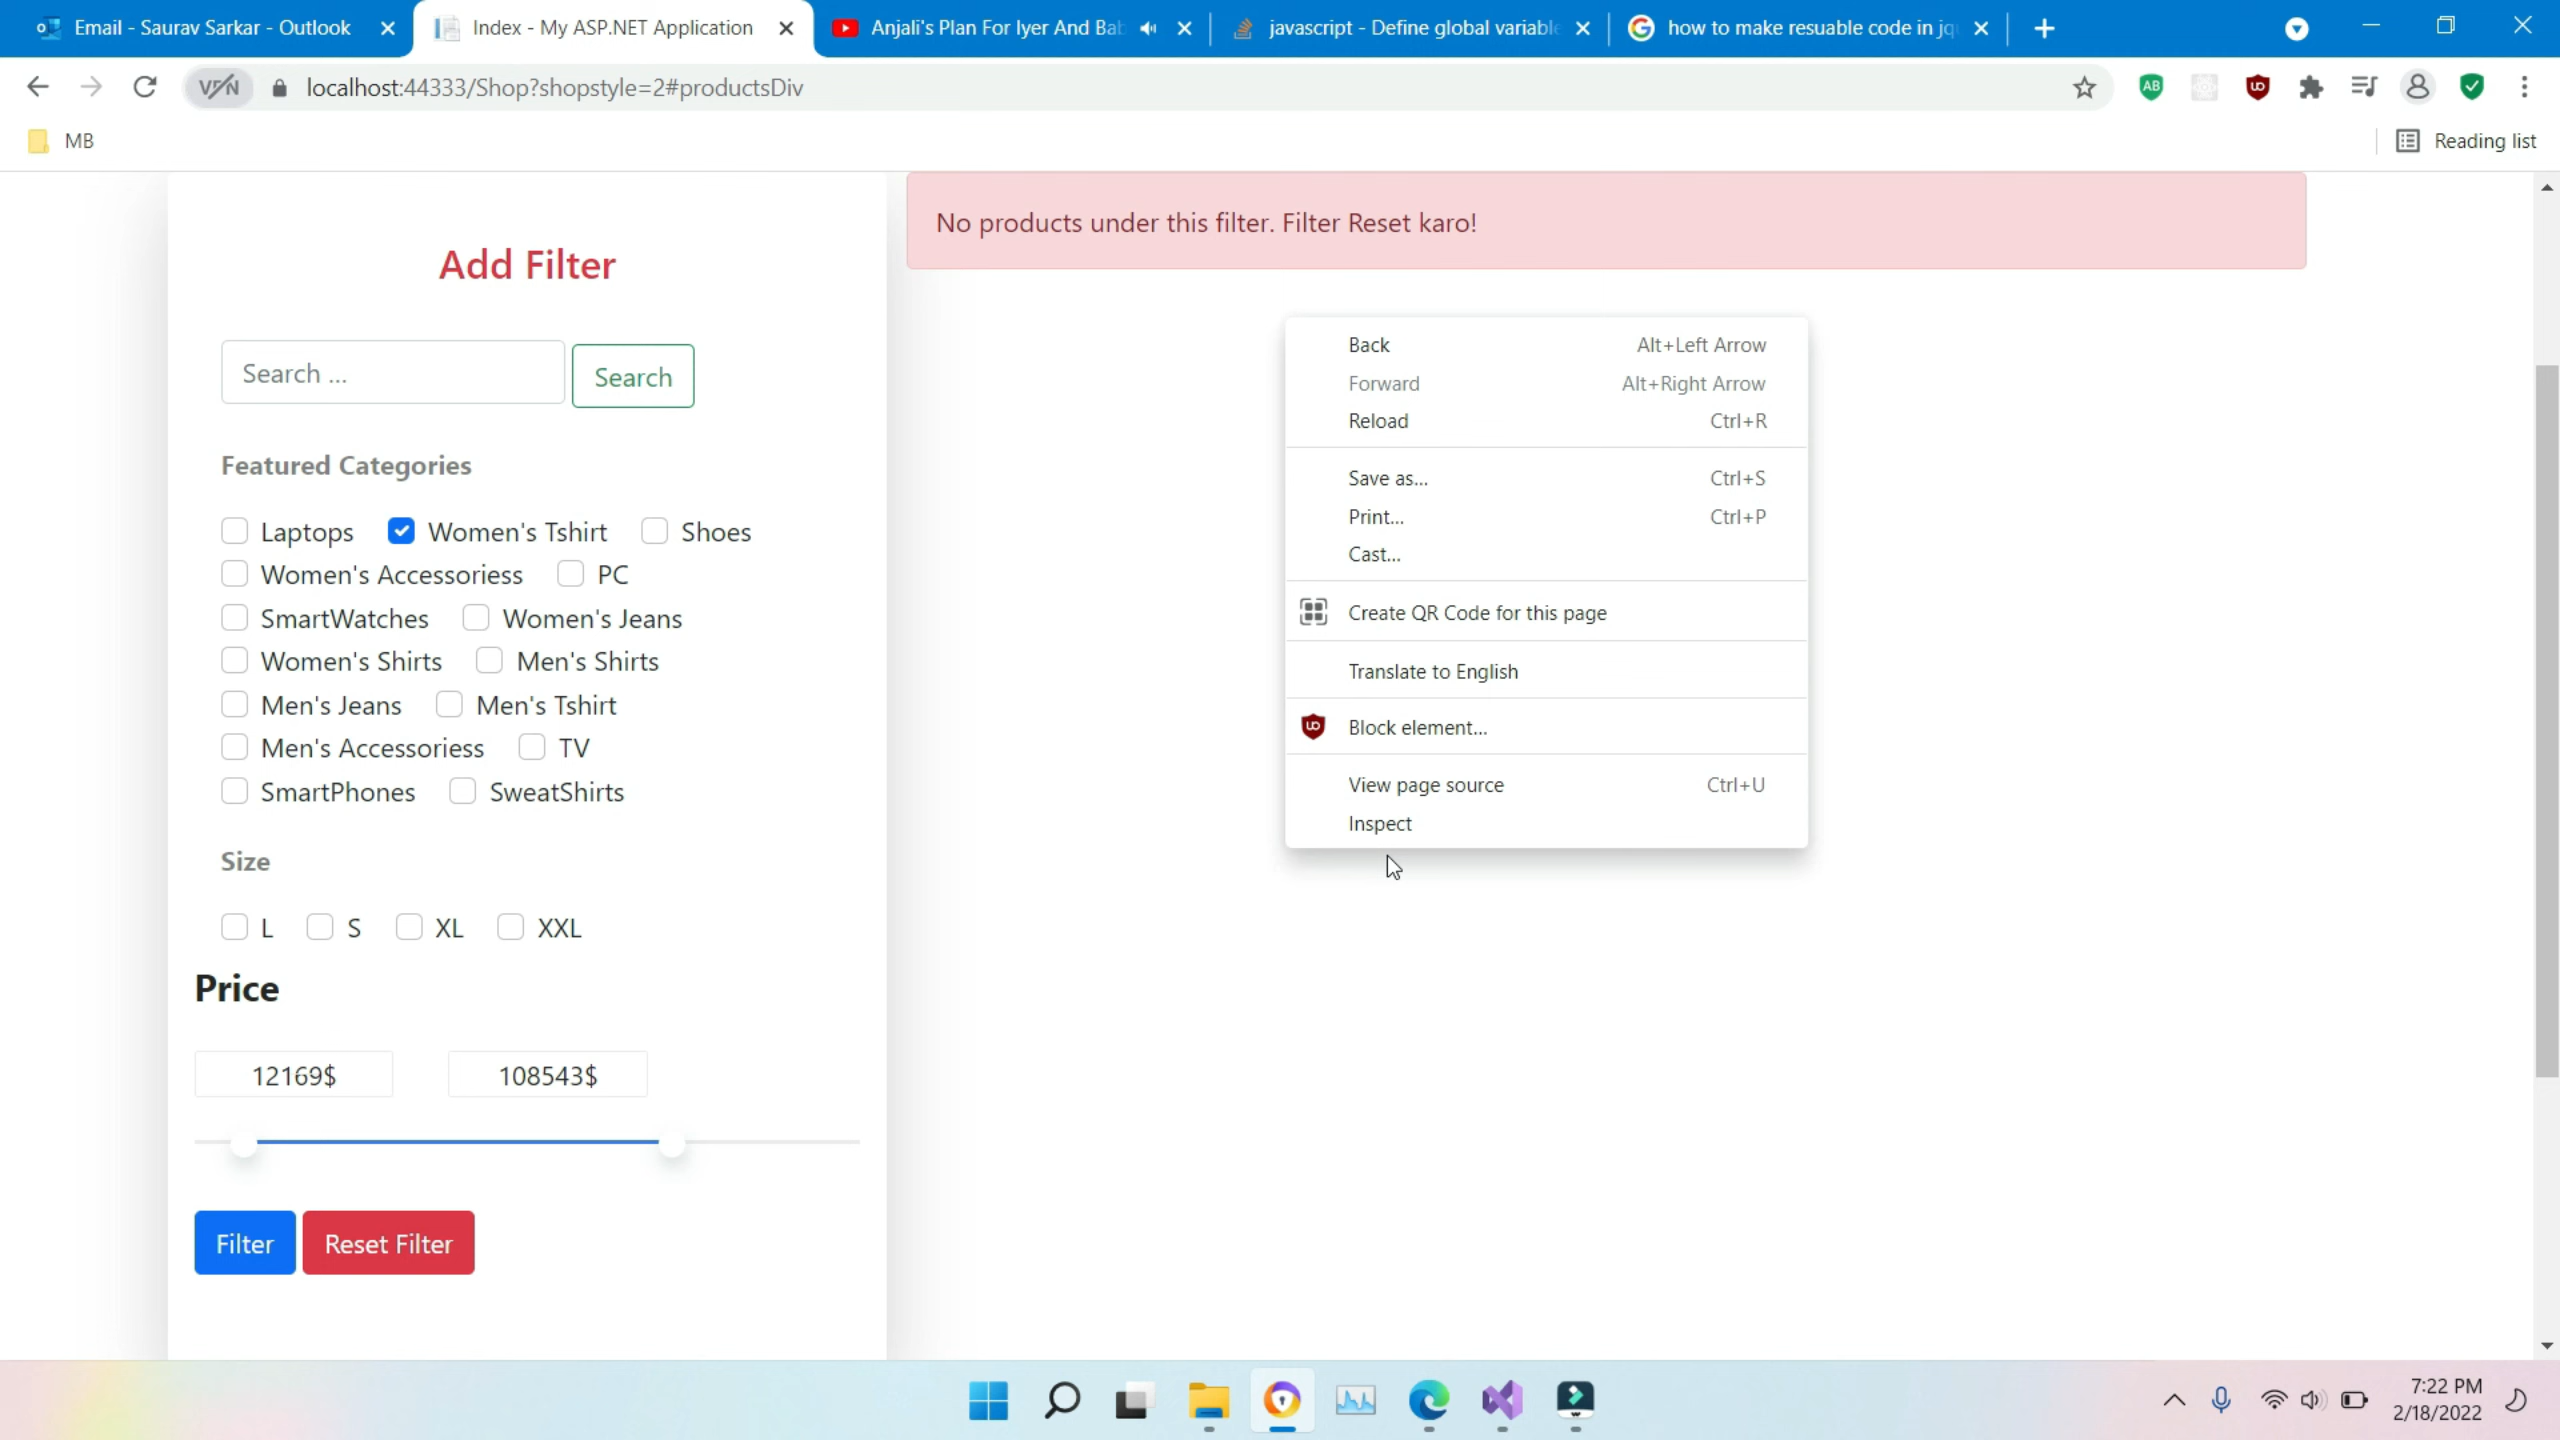 Email - Saurav Sarkar - Outlook
Index - My ASP.NET Application
Anjali's Plan For Iyer And Bab
javascript - Define global variable
how to make resuable code in jq
VPN
localhost:44333/Shop?shopstyle=2#productsDiv
MB
Reading list
No products under this filter. Filter Reset karo!
Add Filter
Search ...
Search
Featured Categories
Laptops
Women's Tshirt
Shoes
Women's Accessoriess
PC
SmartWatches
Women's Jeans
Women's Shirts
Men's Shirts
Men's Jeans
Men's Tshirt
Men's Accessoriess
TV
SmartPhones
SweatShirts
Size
L
S
XL
XXL
Price
12169$
108543$
Filter
Reset Filter
Back
Alt+Left Arrow
Forward
Alt+Right Arrow
Reload
Ctrl+R
Save as...
Ctrl+S
Print...
Ctrl+P
Cast...
Create QR Code for this page
Translate to English
Block element...
View page source
Ctrl+U
Inspect
7:22 PM
2/18/2022